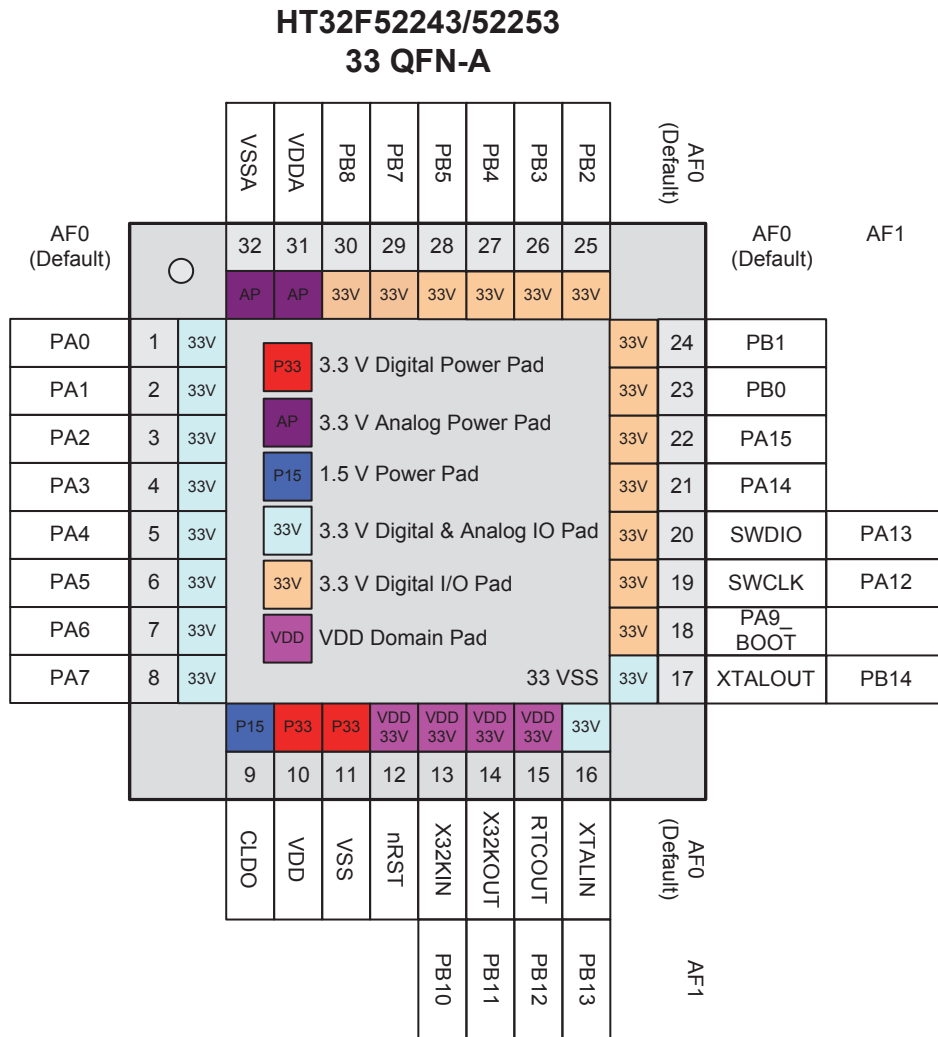 HT32F52243/52253
33 QFN-A
VSSA VDDA PB8 PB7 PB5 PB4 PB3 PB2 AF0 (Default)
AF0 (Default)
32 31 30 29 28 27 26 25
AF0 (Default) AF1
AP AP 33V 33V 33V 33V 33V 33V
PA0 1 33V
33V 24 PB1
PA1 2 33V
33V 23 PB0
PA2 3 33V
33V 22 PA15
PA3 4 33V
33V 21 PA14
PA4 5 33V
33V 20 SWDIO PA13
PA5 6 33V
33V 19 SWCLK PA12
PA6 7 33V
33V 18 PA9_BOOT
PA7 8 33V
33V 17 XTALOUT PB14
P33 3.3 V Digital Power Pad
AP 3.3 V Analog Power Pad
P15 1.5 V Power Pad
33V 3.3 V Digital & Analog IO Pad
33V 3.3 V Digital I/O Pad
VDD VDD Domain Pad
33 VSS
P15 P33 P33 VDD 33V VDD 33V VDD 33V VDD 33V 33V
9 10 11 12 13 14 15 16
CLDO VDD VSS nRST X32KIN X32KOUT RTCOUT XTALIN AF0 (Default)
PB10 PB11 PB12 PB13 AF1